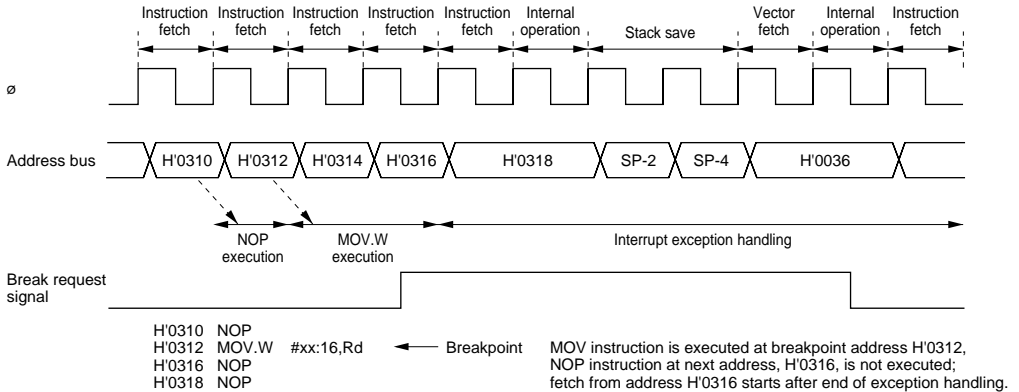 Instruction fetch
Instruction fetch
Instruction fetch
Instruction fetch
Instruction fetch
Internal operation
Stack save
Vector fetch
Internal operation
Instruction fetch
ø
Address bus
H'0310
H'0312
H'0314
H'0316
H'0318
SP-2
SP-4
H'0036
NOP execution
MOV.W execution
Interrupt exception handling
Break request signal
H'0310 NOP
H'0312 MOV.W #xx:16,Rd
Breakpoint
H'0316 NOP
H'0318 NOP
MOV instruction is executed at breakpoint address H'0312,
NOP instruction at next address, H'0316, is not executed;
fetch from address H'0316 starts after end of exception handling.